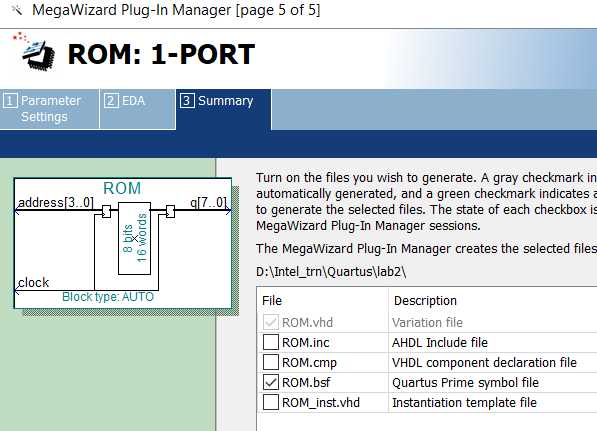 MegaWizard Plug-In Manager [page 5 of 5]
ROM: 1-PORT
1 Parameter Settings
2 EDA
3 Summary
ROM
address[3..0]
q[7..0]
8 bits
16 words
clock
Block type: AUTO
Turn on the files you wish to generate. A gray checkmark in
automatically generated, and a green checkmark indicates a
to generate the selected files. The state of each checkbox is
MegaWizard Plug-In Manager sessions.
The MegaWizard Plug-In Manager creates the selected files
D:\Intel_trn\Quartus\lab2\
File Description
ROM.vhd Variation file
ROM.inc AHDL Include file
ROM.cmp VHDL component declaration file
ROM.bsf Quartus Prime symbol file
ROM_inst.vhd Instantiation template file